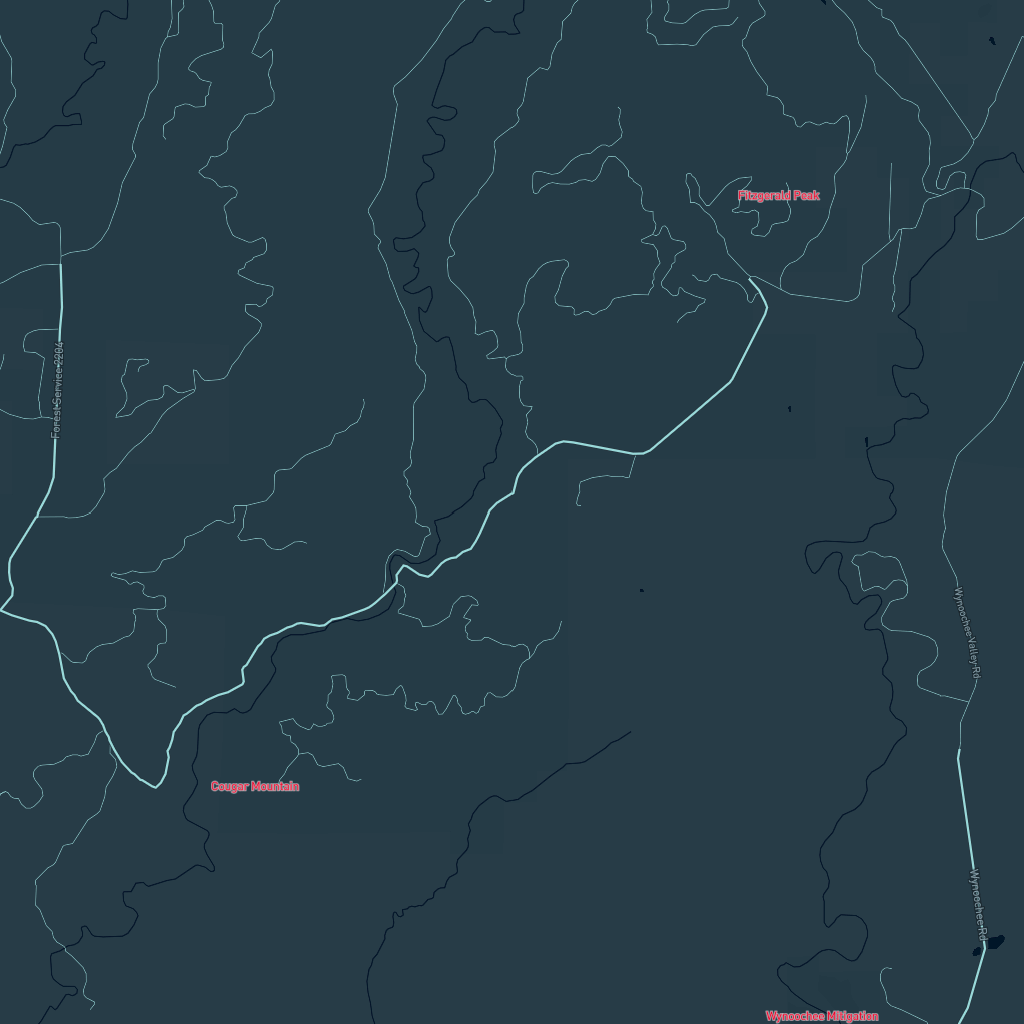 Fitzgerald Peak
Forest Service 2204
Wynoochee Valley Rd
Cougar Mountain
Wynoochee Rd
Wynoochee Mitigation